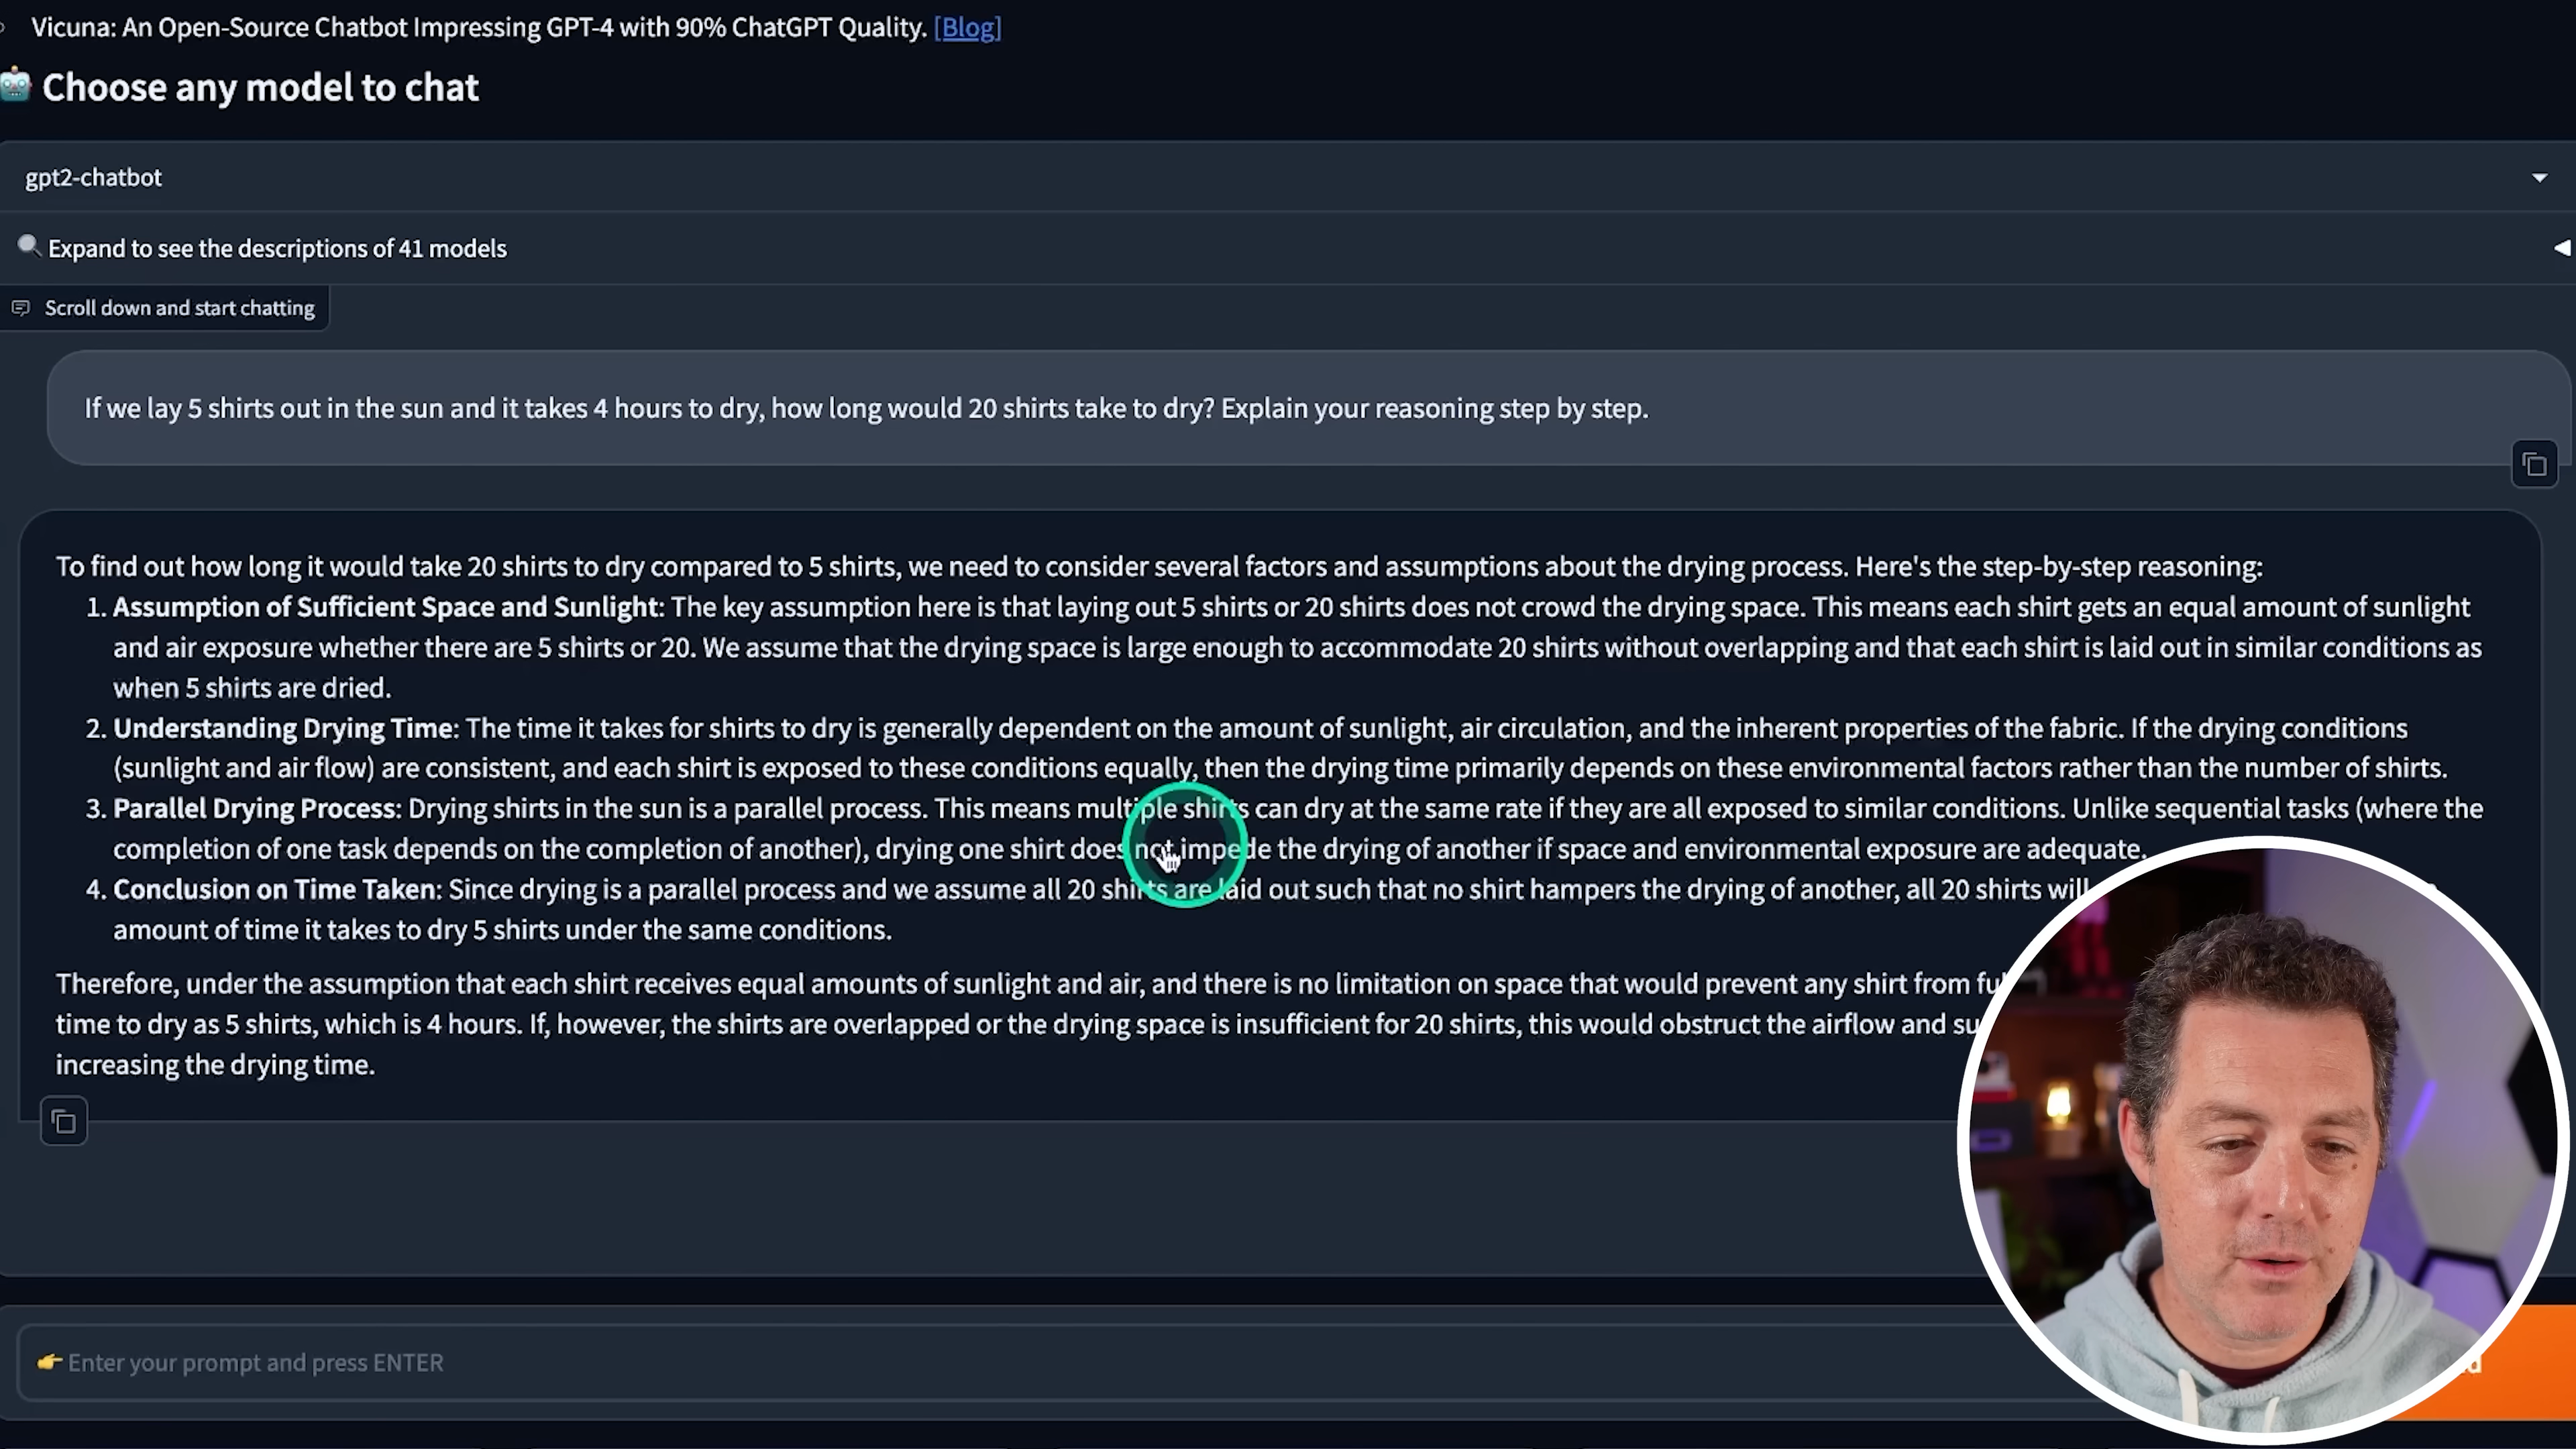 Vicuna: An Open-Source Chatbot Impressing GPT-4 with 90% ChatGPT Quality. [Blog]
Choose any model to chat
gpt2-chatbot
Expand to see the descriptions of 41 models
Scroll down and start chatting
If we lay 5 shirts out in the sun and it takes 4 hours to dry, how long would 20 shirts take to dry? Explain your reasoning step by step.
To find out how long it would take 20 shirts to dry compared to 5 shirts, we need to consider several factors and assumptions about the drying process. Here's the step-by-step reasoning:
1. Assumption of Sufficient Space and Sunlight: The key assumption here is that laying out 5 shirts or 20 shirts does not crowd the drying space. This means each shirt gets an equal amount of sunlight
and air exposure whether there are 5 shirts or 20. We assume that the drying space is large enough to accommodate 20 shirts without overlapping and that each shirt is laid out in similar conditions as
when 5 shirts are dried.
2. Understanding Drying Time: The time it takes for shirts to dry is generally dependent on the amount of sunlight, air circulation, and the inherent properties of the fabric. If the drying conditions
(sunlight and air flow) are consistent, and each shirt is exposed to these conditions equally, then the drying time primarily depends on these environmental factors rather than the number of shirts.
3. Parallel Drying Process: Drying shirts in the sun is a parallel process. This means multiple shirts can dry at the same rate if they are all exposed to similar conditions. Unlike sequential tasks (where the
completion of one task depends on the completion of another), drying one shirt does not impede the drying of another if space and environmental exposure are adequate.
4. Conclusion on Time Taken: Since drying is a parallel process and we assume all 20 shirts are laid out such that no shirt hampers the drying of another, all 20 shirts will
amount of time it takes to dry 5 shirts under the same conditions.
Therefore, under the assumption that each shirt receives equal amounts of sunlight and air, and there is no limitation on space that would prevent any shirt from
time to dry as 5 shirts, which is 4 hours. If, however, the shirts are overlapped or the drying space is insufficient for 20 shirts, this would obstruct the airflow and
increasing the drying time.
Enter your prompt and press ENTER